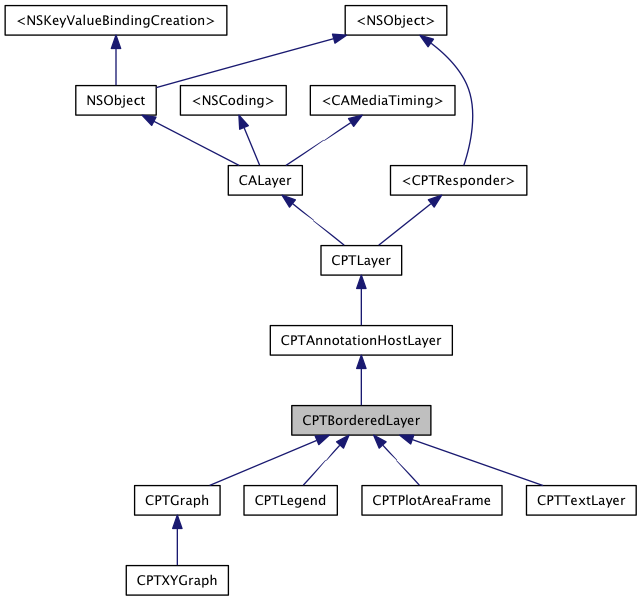 <NSKeyValueBindingCreation>
<NSObject>
NSObject
<NSCoding>
<CAMediaTiming>
CALayer
<CPTResponder>
CPTLayer
CPTAnnotationHostLayer
CPTBorderedLayer
CPTGraph
CPTLegend
CPTPlotAreaFrame
CPTTextLayer
CPTXYGraph